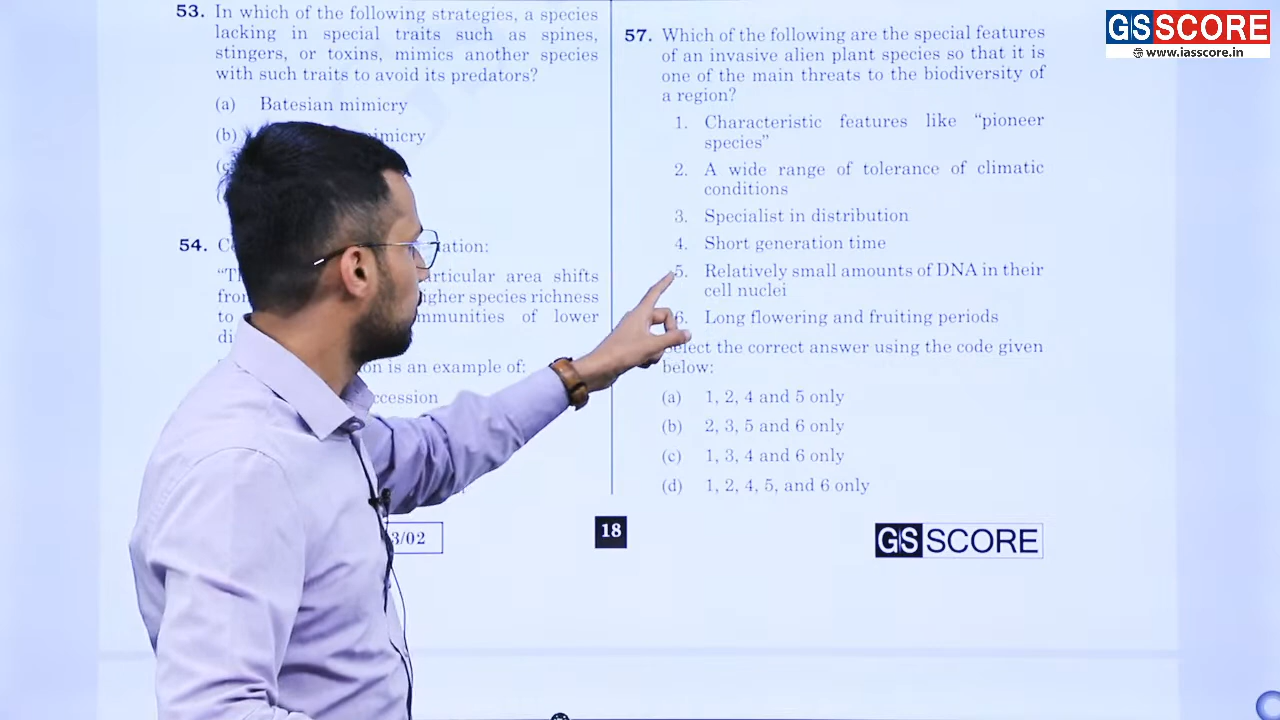 53. In which of the following strategies, a species
lacking in special traits such as spines,
stingers, or toxins, mimics another species
with such traits to avoid its predators?
(a) Batesian mimicry
(b) mimicry
54.
particular area shifts
higher species richness
to communities of lower
is an example of:
3/02
57. Which of the following are the special features
of an invasive alien plant species so that it is
one of the main threats to the biodiversity of
a region?
1. Characteristic features like “pioneer
species”
2. A wide range of tolerance of climatic
conditions
3. Specialist in distribution
4. Short generation time
5. Relatively small amounts of DNA in their
cell nuclei
6. Long flowering and fruiting periods
Select the correct answer using the code given
below:
(a) 1, 2, 4 and 5 only
(b) 2, 3, 5 and 6 only
(c) 1, 3, 4 and 6 only
(d) 1, 2, 4, 5, and 6 only
18
GS SCORE
GS SCORE
www.iasscore.in